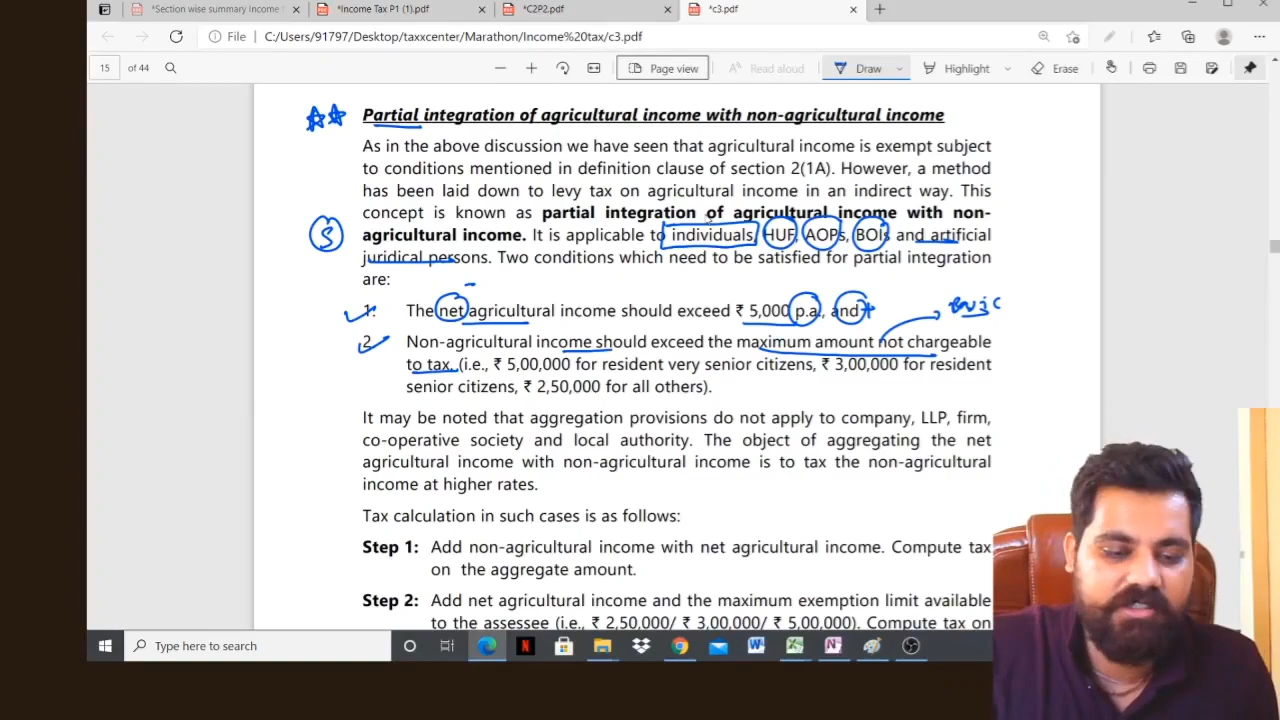 *Section wise summary Income
*Income Tax P1 (1).pdf
*C2P2.pdf
*c3.pdf
File
C:/Users/91797/Desktop/taxxcenter/Marathon/Income%20tax/c3.pdf
15 of 44
Page view
Read aloud
Draw
Highlight
Erase
Partial integration of agricultural income with non-agricultural income
As in the above discussion we have seen that agricultural income is exempt subject
to conditions mentioned in definition clause of section 2(1A). However, a method
has been laid down to levy tax on agricultural income in an indirect way. This
concept is known as partial integration of agricultural income with non-
agricultural income. It is applicable to individuals, HUF, AOPs, BOIs and artificial
juridical persons. Two conditions which need to be satisfied for partial integration
are:
1. The net agricultural income should exceed ₹ 5,000 p.a., and
2. Non-agricultural income should exceed the maximum amount not chargeable
to tax. (i.e., ₹ 5,00,000 for resident very senior citizens, ₹ 3,00,000 for resident
senior citizens, ₹ 2,50,000 for all others).
It may be noted that aggregation provisions do not apply to company, LLP, firm,
co-operative society and local authority. The object of aggregating the net
agricultural income with non-agricultural income is to tax the non-agricultural
income at higher rates.
Tax calculation in such cases is as follows:
Step 1: Add non-agricultural income with net agricultural income. Compute tax
on the aggregate amount.
Step 2: Add net agricultural income and the maximum exemption limit available
to the assessee (i.e., ₹ 2,50,000/ ₹ 3,00,000/ ₹ 5,00,000). Compute tax on
Type here to search